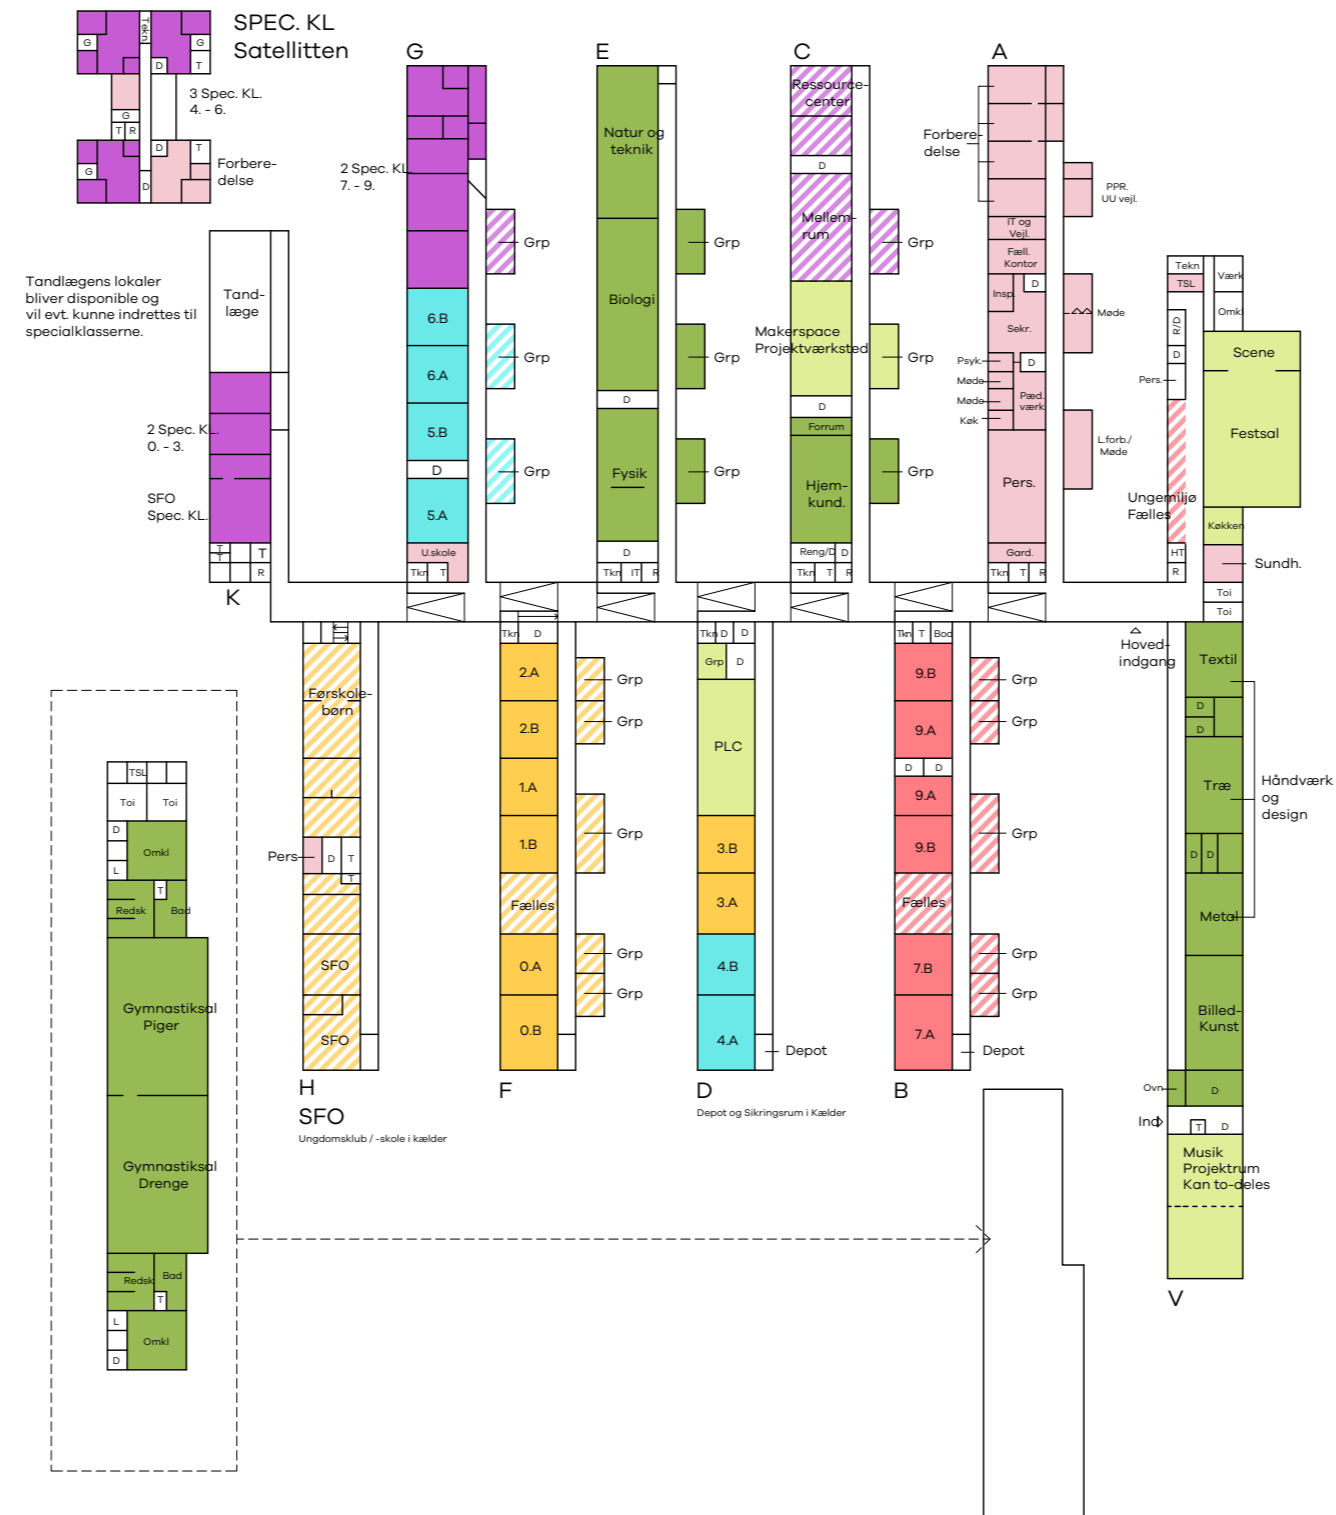 SPEC. KL
Satellitten
Tekn
G
G
D
T
3 Spec. KL.
4. - 6.
G
T
R
D
T
G
D
Forbere-
delse
Tandlægens lokaler
bliver disponible og
vil evt. kunne indrettes til
specialklasserne.
Tand-
læge
2 Spec. K
0. - 3.
SFO
Spec. KL.
T
T
T
R
K
G
2 Spec. KL
7. - 9.
Grp
6.B
6.A
Grp
5.B
D
Grp
5.A
U.skole
Tkn
T
E
Natur og
teknik
Grp
Biologi
Grp
D
Fysik
Grp
D
Tkn
IT
R
C
Ressource-
center
D
Mellem-
rum
Grp
Makerspace
Projektværksted
Grp
D
Forrum
Hjem-
kund.
Grp
Reng/D
D
Tkn
T
R
A
Forbere-
delse
PPR.
UU vejl.
IT og
Vejl.
Fæll.
Kontor
Insp.
D
Sekr.
Møde
Psyk.
D
Møde
Møde
Pæd.
værk.
Køk
L.forb./
Møde
Pers.
Gard.
Tkn
T
R
Tekn
TSL
Værk
Omk.
R/D
D
Pers.
Scene
Festsal
Ungemiljø
Fælles
Køkken
HT
R
Sundh.
Toi
Toi
Hoved-
indgang
Førskole-
børn
Pers
D
T
T
SFO
SFO
H
SFO
Ungdomsklub / -skole i kælder
Tkn
D
2.A
Grp
2.B
Grp
1.A
1.B
Grp
Fælles
0.A
Grp
Grp
0.B
F
Tkn
D
D
Grp
D
PLC
3.B
3.A
4.B
4.A
Depot
D
Depot og Sikringsrum i Kælder
Tkn
T
Boo
9.B
Grp
9.A
Grp
D
D
9.A
9.B
Grp
Fælles
7.B
Grp
Grp
7.A
Depot
B
Textil
D
D
Træ
Håndværk
og
design
D
D
Metal
Billed-
Kunst
Ovn
D
Ind
T
D
Musik
Projektrum
Kan to-deles
V
TSL
Toi
Toi
D
Omkl
L
T
Redsk
Bad
Gymnastiksal
Piger
Gymnastiksal
Drenge
Redsk
Bad
T
L
Omkl
D